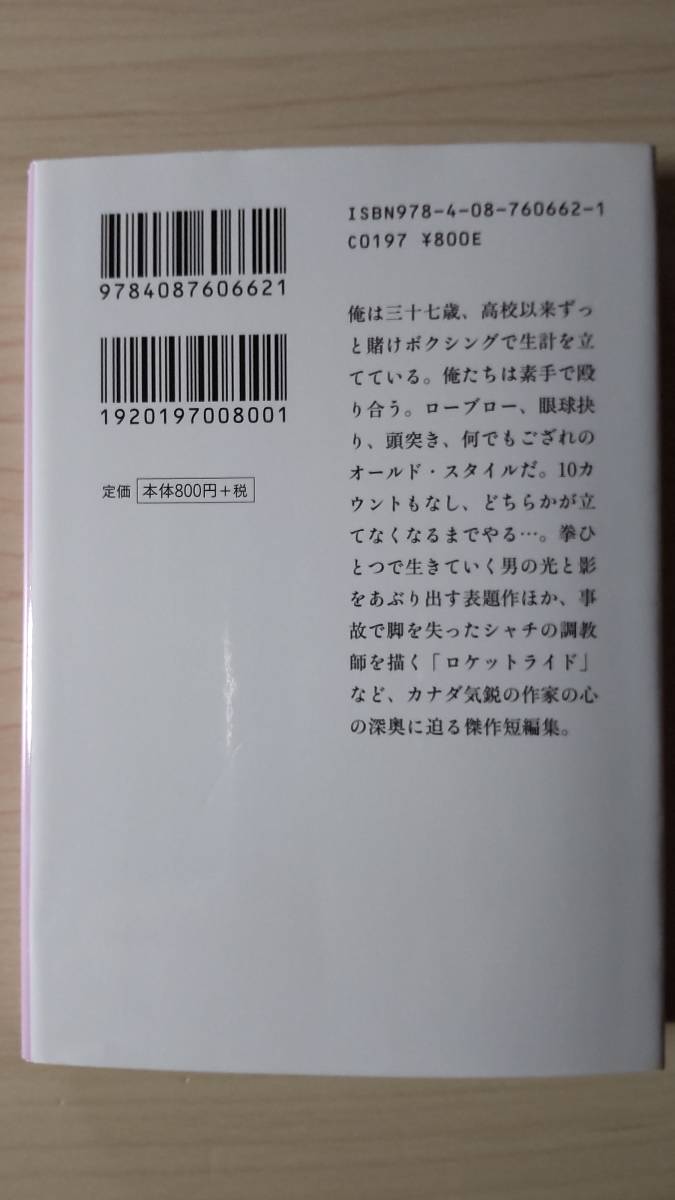 9784087606621
1920197008001
定価 本体800円+税
ISBN978-4-08-760662-1
C0197 ¥800E
俺は三十七歳、高校以来ずっ
と賭けボクシングで生計を立
てている。俺たちは素手で殴
り合う。ローブロー、眼球抉
り、頭突き、何でもござれの
オールド・スタイルだ。10カ
ウントもなし、どちらかが立
てなくなるまでやる…。拳ひ
とつで生きていく男の光と影
をあぶり出す表題作ほか、事
故で脚を失ったシャチの調教
師を描く「ロケットライド」
など、カナダ気鋭の作家の心
の深奥に迫る傑作短編集。